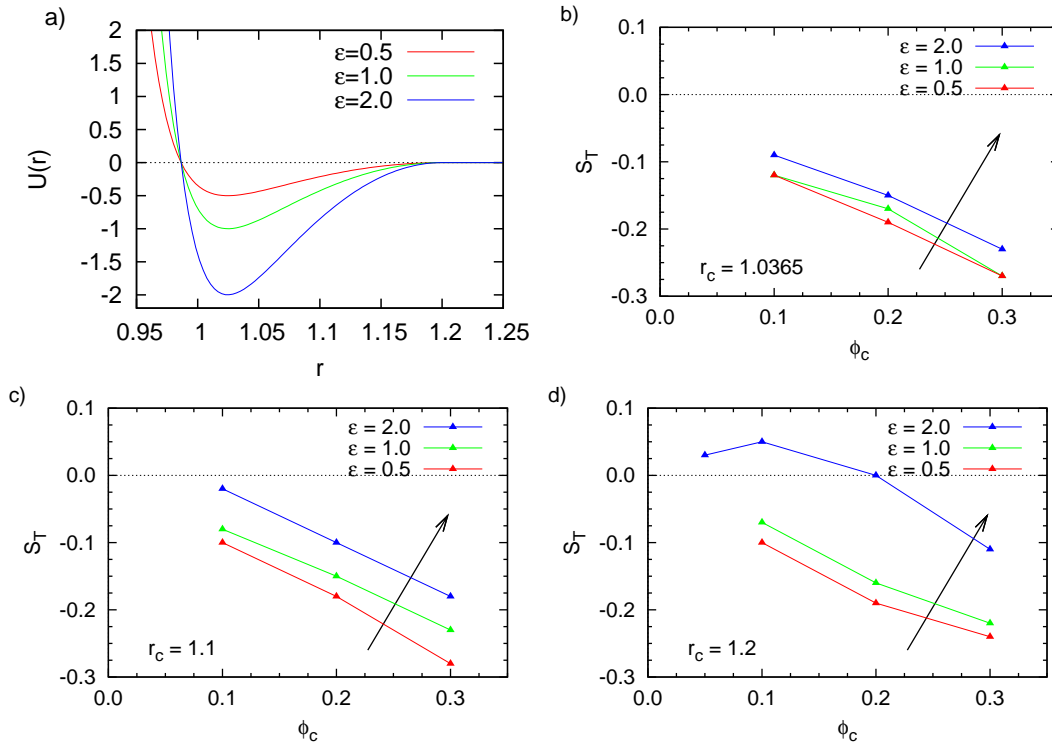 a)
U(r)
2
1.5
1
0.5
0
-0.5
-1
-1.5
-2
ε=0.5
ε=1.0
ε=2.0
0.95 1 1.05 1.10 1.15 1.20 1.25
r
b)
S_T
0.1
0.0
-0.1
-0.2
-0.3
ε = 2.0
ε = 1.0
ε = 0.5
r_c = 1.0365
0.0 0.1 0.2 0.3
ϕ_c
c)
S_T
0.1
0.0
-0.1
-0.2
-0.3
ε = 2.0
ε = 1.0
ε = 0.5
r_c = 1.1
0.0 0.1 0.2 0.3
ϕ_c
d)
S_T
0.1
0.0
-0.1
-0.2
-0.3
ε = 2.0
ε = 1.0
ε = 0.5
r_c = 1.2
0.0 0.1 0.2 0.3
ϕ_c